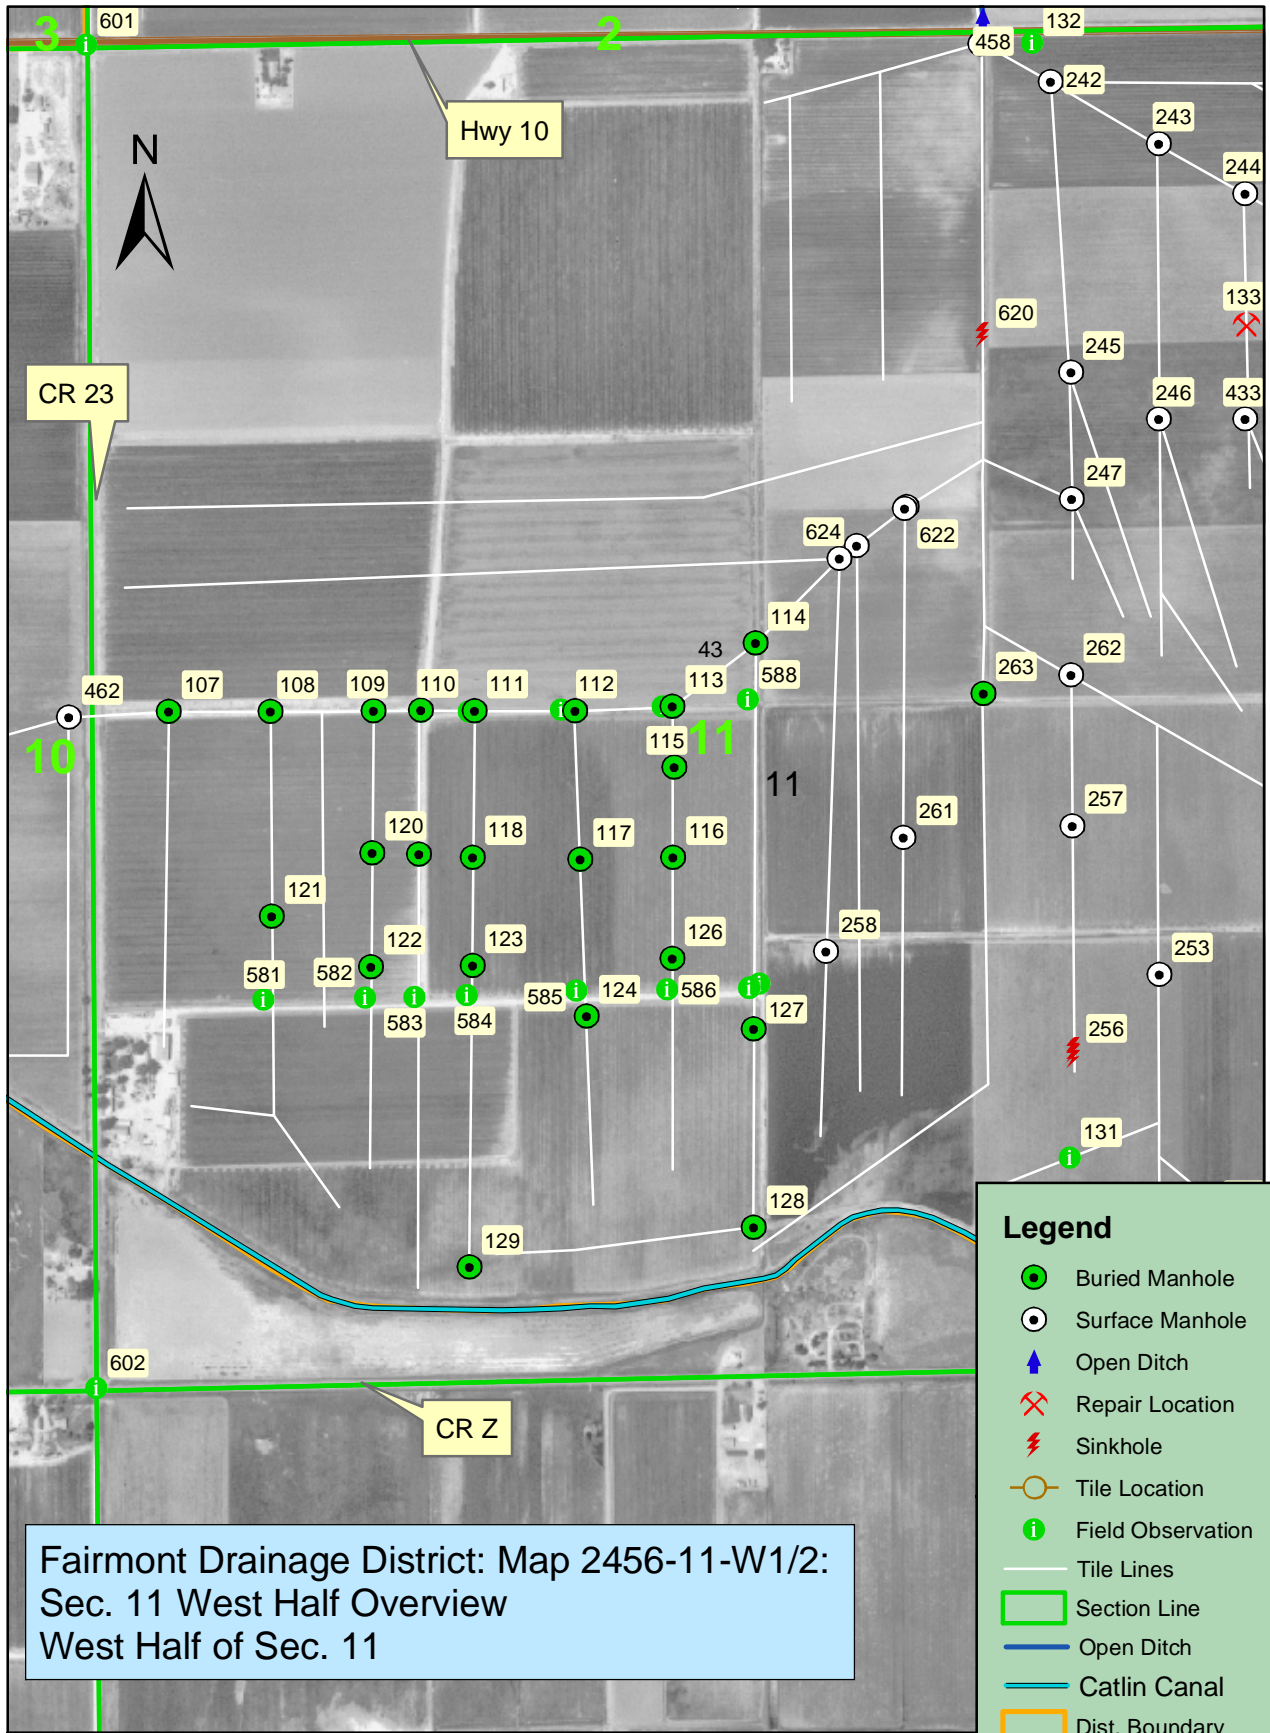 601
3
2
132
458
242
Hwy 10
243
N
244
133
620
245
CR 23
246
433
247
624
622
114
43
262
263
462
107
108
109
110
111
112
113
588
10
11
115
11
120
118
117
116
261
257
121
122
123
126
258
253
581
582
585
124
586
583
584
127
256
131
128
129
602
CR Z
Legend
Buried Manhole
Surface Manhole
Open Ditch
Repair Location
Sinkhole
Tile Location
Field Observation
Tile Lines
Section Line
Open Ditch
Catlin Canal
Dist. Boundary
Fairmont Drainage District: Map 2456-11-W1/2:
Sec. 11 West Half Overview
West Half of Sec. 11